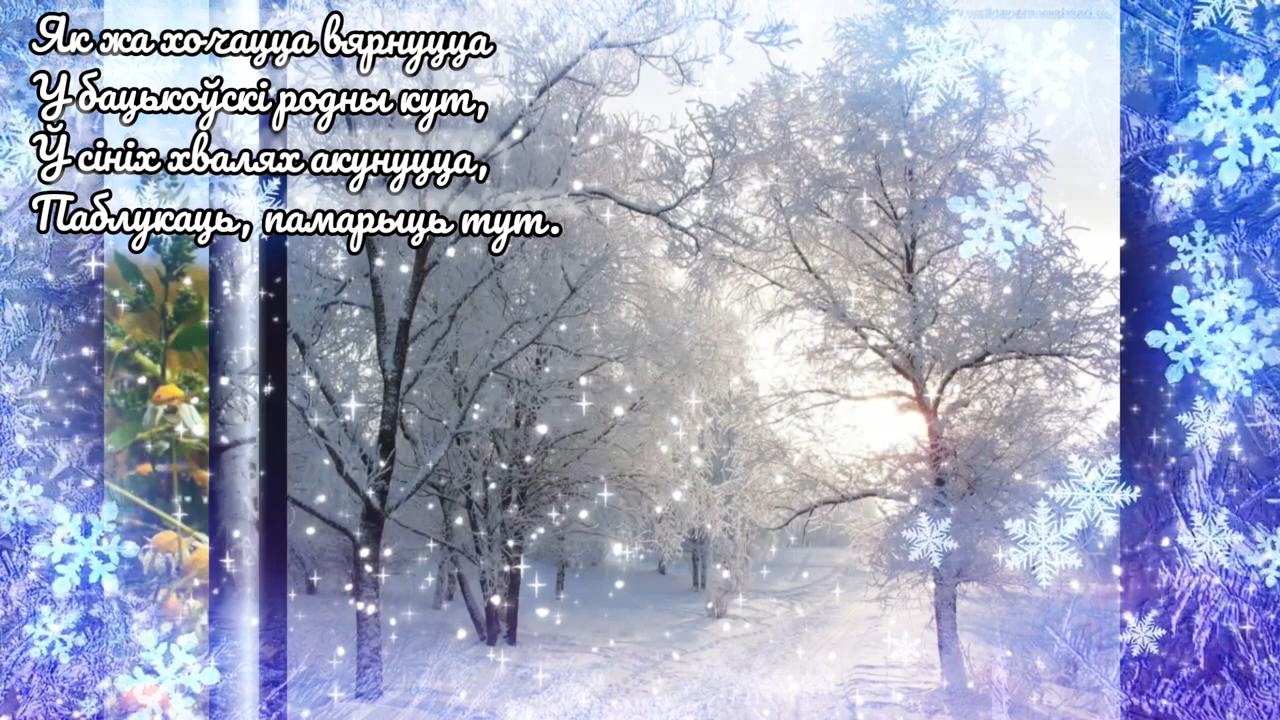 Як жа хочацца вярнуцца
У бацькоўскі родны кут,
Ў сініх хвалях акунуцца,
Паблукаць, памарыць тут.